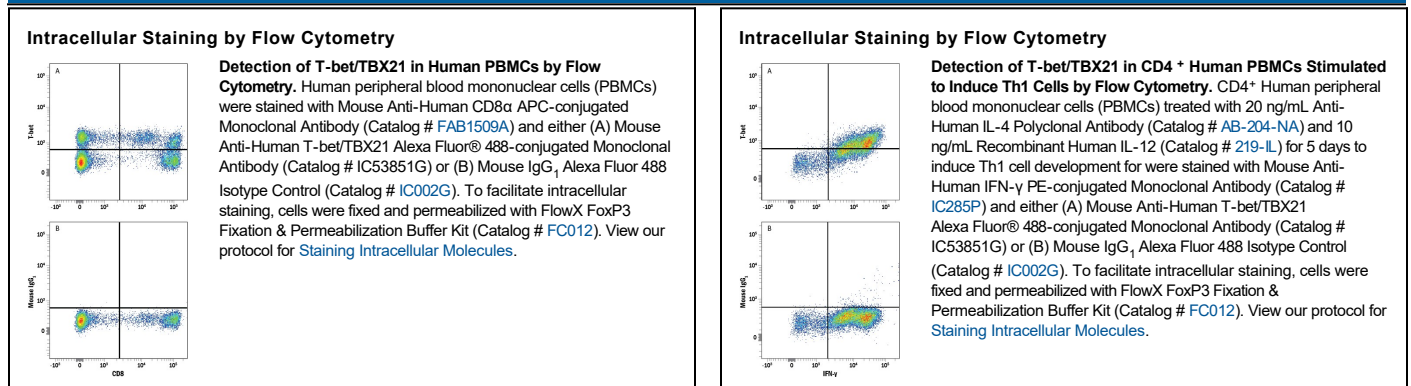 Intracellular Staining by Flow Cytometry
Detection of T-bet/TBX21 in Human PBMCs by Flow
Cytometry. Human peripheral blood mononuclear cells (PBMCs)
were stained with Mouse Anti-Human CD8α APC-conjugated
Monoclonal Antibody (Catalog # FAB1509A) and either (A) Mouse
Anti-Human T-bet/TBX21 Alexa Fluor® 488-conjugated Monoclonal
Antibody (Catalog # IC53851G) or (B) Mouse IgG₁ Alexa Fluor 488
Isotype Control (Catalog # IC002G). To facilitate intracellular
staining, cells were fixed and permeabilized with FlowX FoxP3
Fixation & Permeabilization Buffer Kit (Catalog # FC012). View our
protocol for Staining Intracellular Molecules.
A
T-bet
B
Mouse IgG₁
CD8
Intracellular Staining by Flow Cytometry
Detection of T-bet/TBX21 in CD4 ⁺ Human PBMCs Stimulated
to Induce Th1 Cells by Flow Cytometry. CD4⁺ Human peripheral
blood mononuclear cells (PBMCs) treated with 20 ng/mL Anti-
Human IL-4 Polyclonal Antibody (Catalog # AB-204-NA) and 10
ng/mL Recombinant Human IL-12 (Catalog # 219-IL) for 5 days to
induce Th1 cell development for were stained with Mouse Anti-
Human IFN-γ PE-conjugated Monoclonal Antibody (Catalog #
IC285P) and either (A) Mouse Anti-Human T-bet/TBX21
Alexa Fluor® 488-conjugated Monoclonal Antibody (Catalog #
IC53851G) or (B) Mouse IgG₁ Alexa Fluor 488 Isotype Control
(Catalog # IC002G). To facilitate intracellular staining, cells were
fixed and permeabilized with FlowX FoxP3 Fixation &
Permeabilization Buffer Kit (Catalog # FC012). View our protocol for
Staining Intracellular Molecules.
A
T-bet
B
Mouse IgG₁
IFN-γ